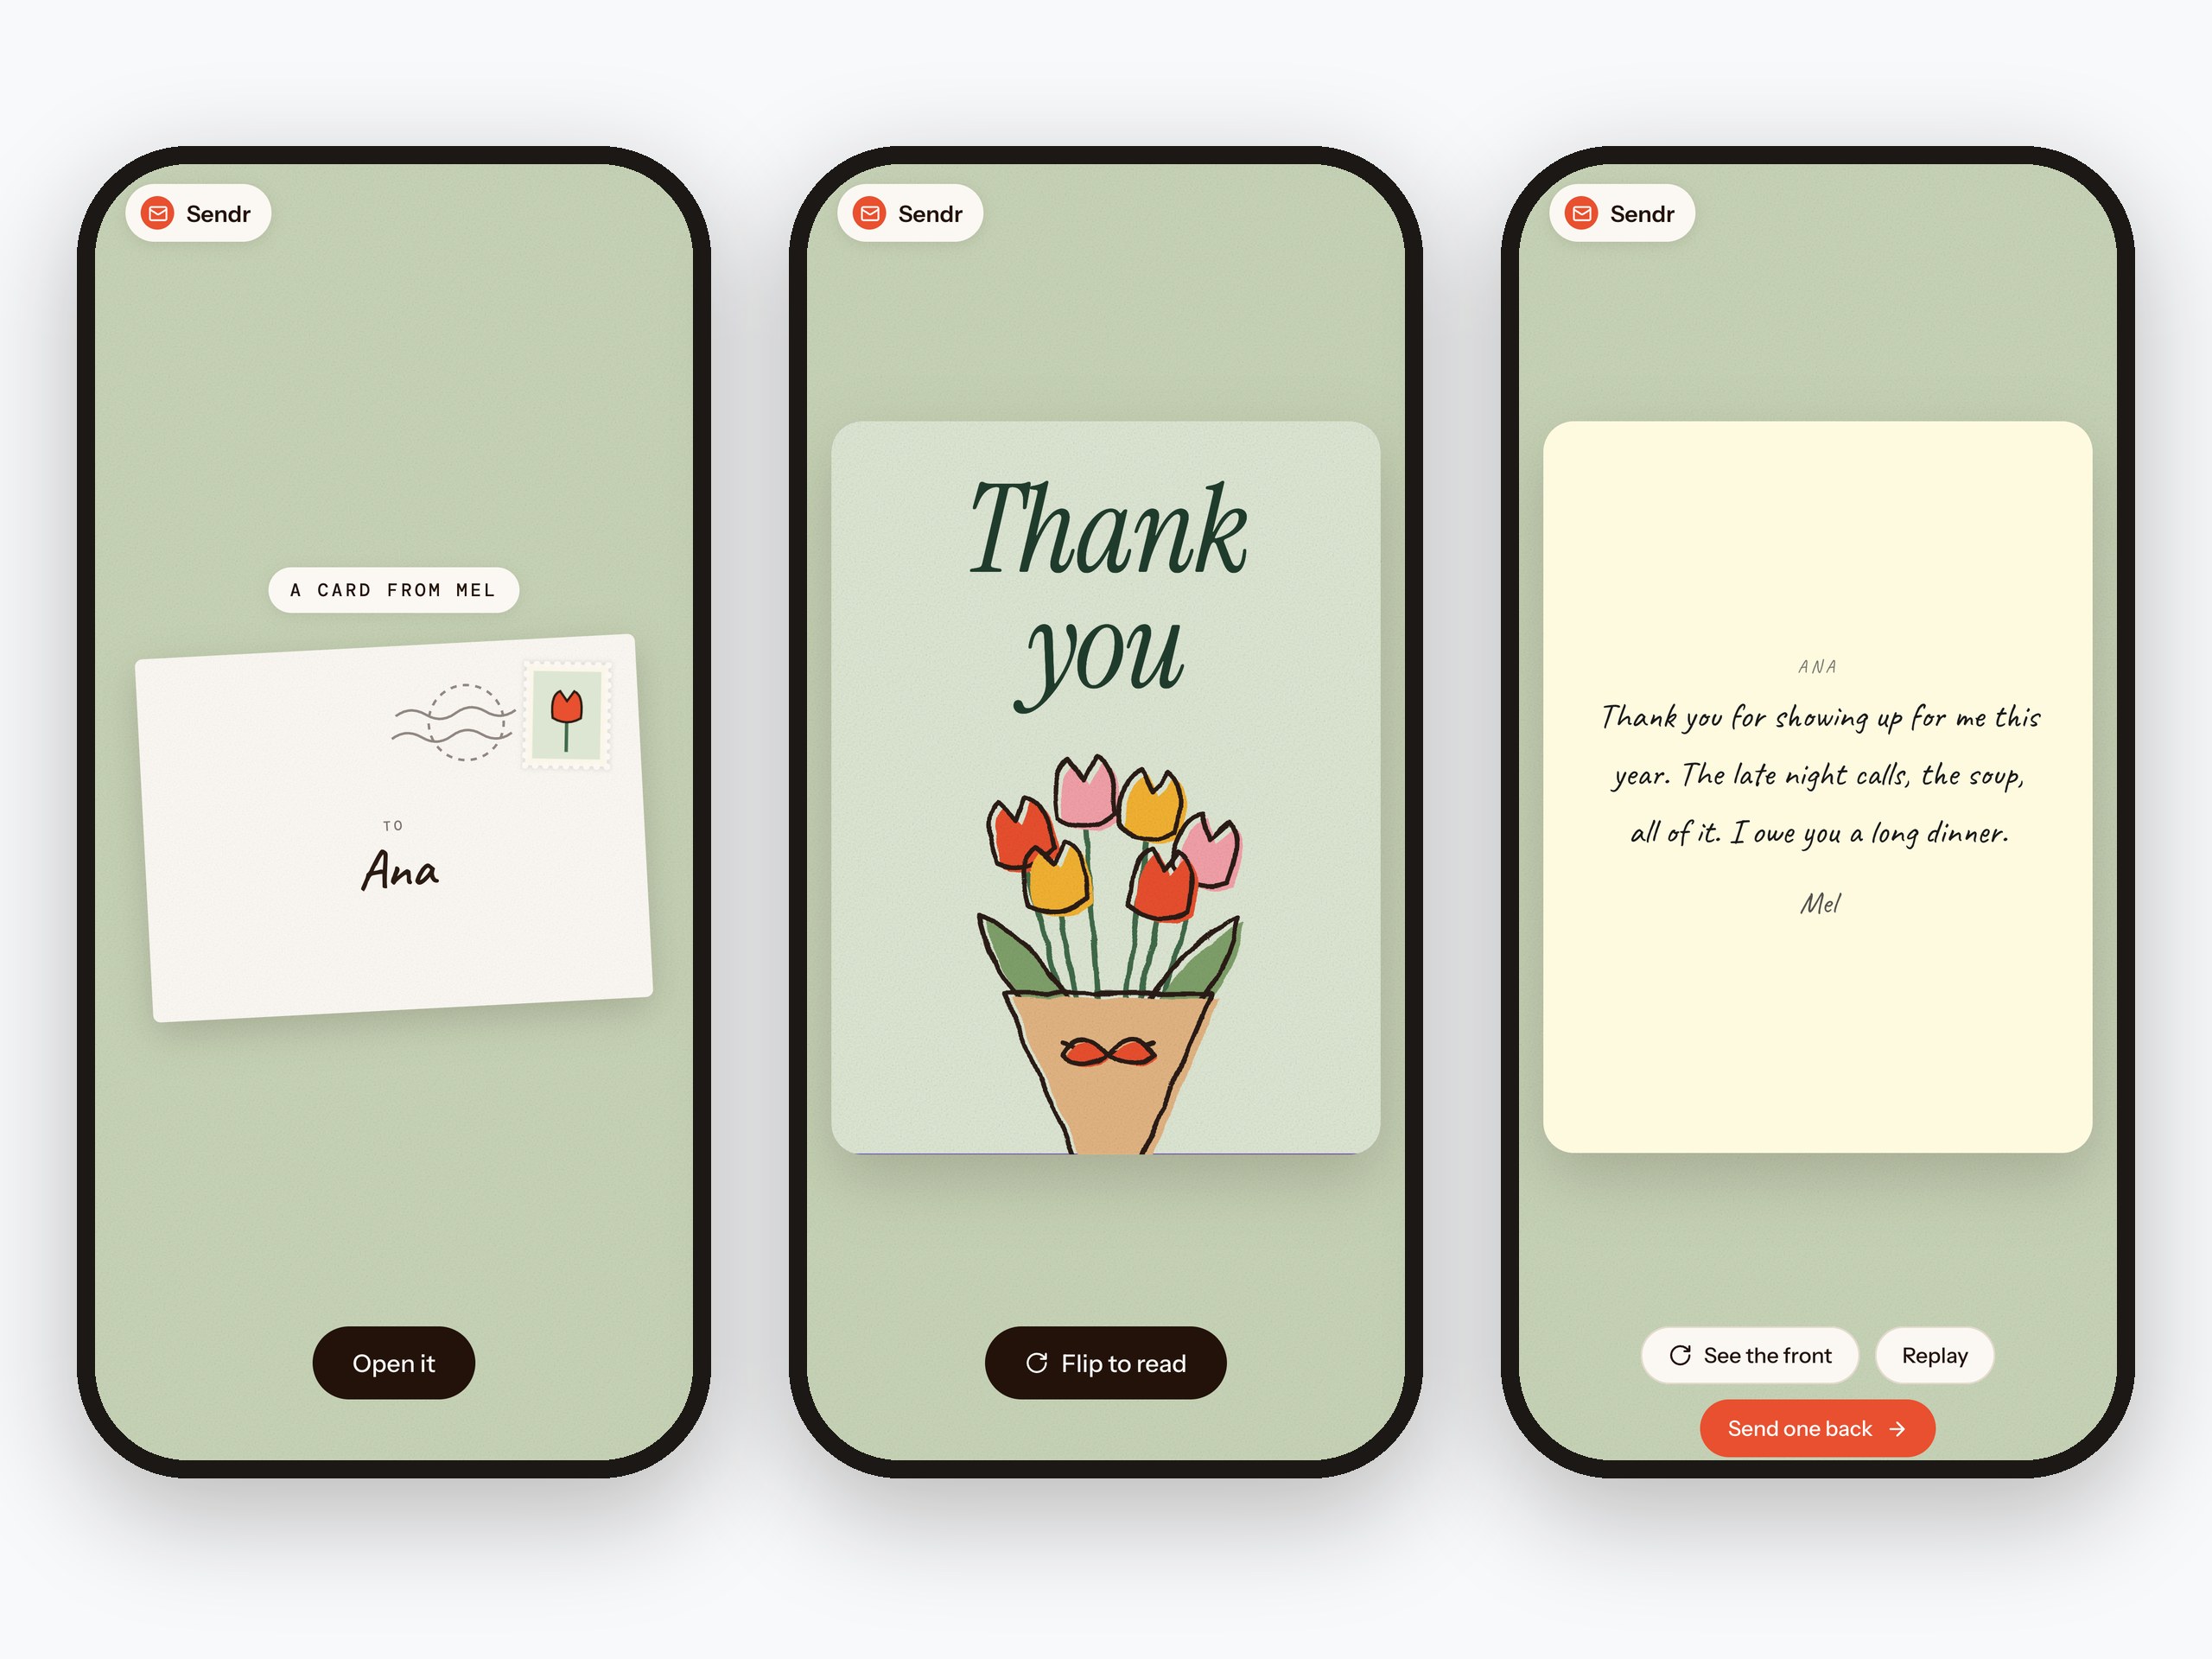 Sendr
A CARD FROM MEL
TO
Ana
Open it
Sendr
Thank
you
Flip to read
Sendr
ANA
Thank you for showing up for me this
year. The late night calls, the soup,
all of it. I owe you a long dinner.
Mel
See the front
Replay
Send one back